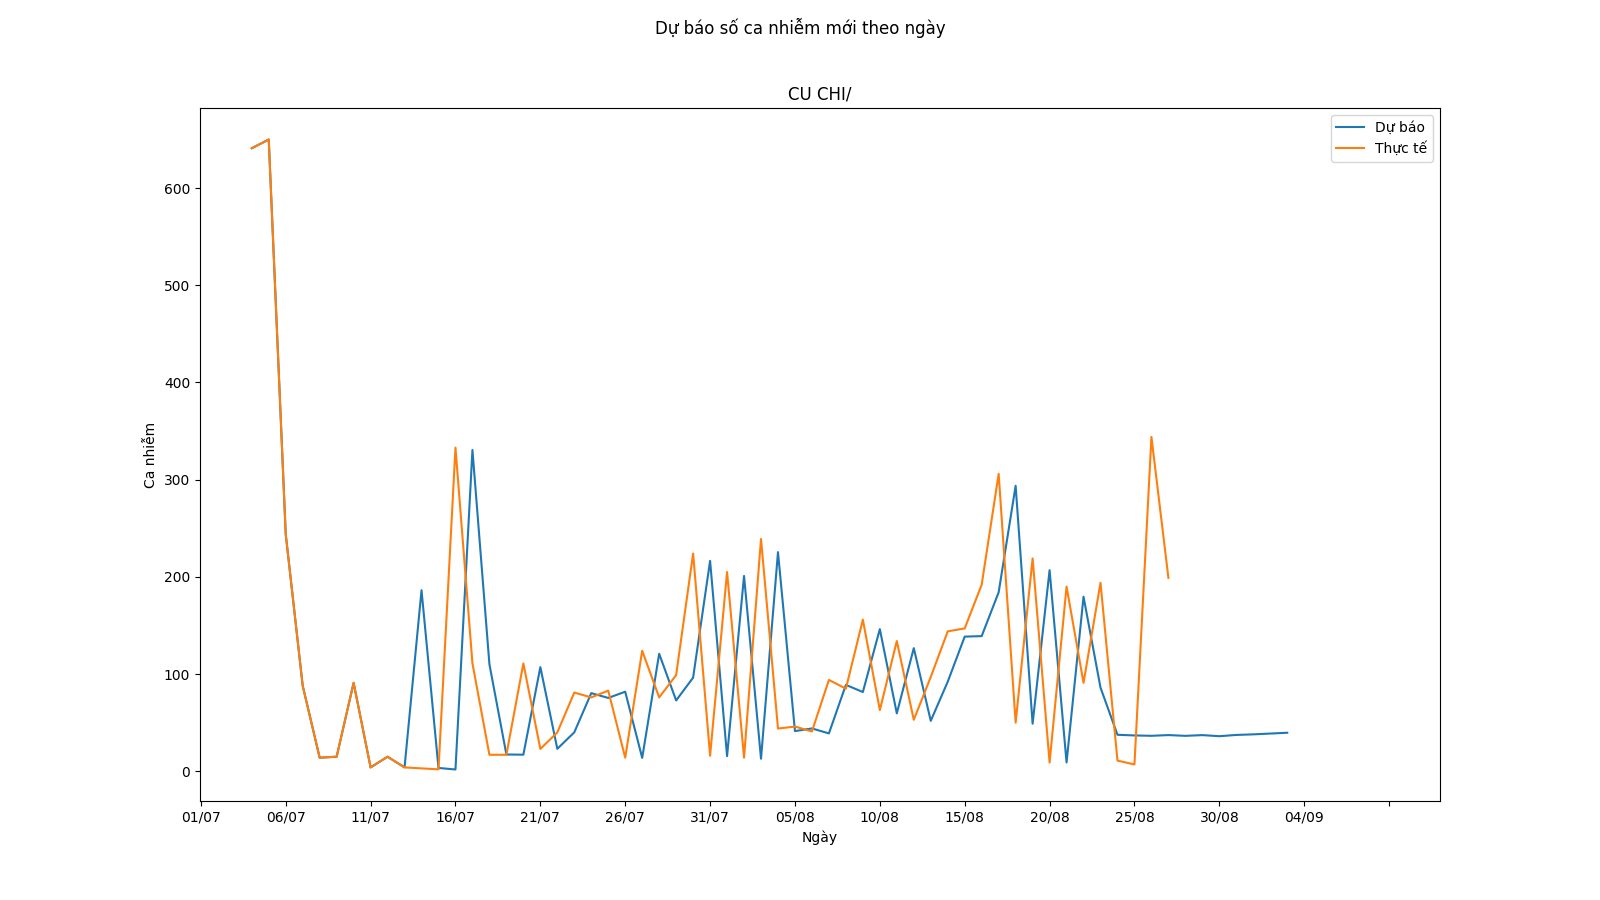 Dự báo số ca nhiễm mới theo ngày
CU CHI/
Dự báo
Thực tế
600
500
400
300
200
100
0
Ca nhiễm
01/07 06/07 11/07 16/07 21/07 26/07 31/07 05/08 10/08 15/08 20/08 25/08 30/08 04/09
Ngày